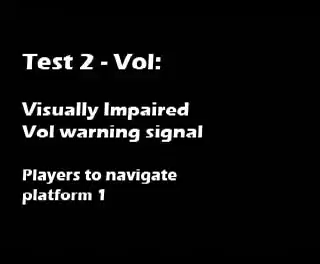 Test 2 - Vol:
Visually Impaired
Vol warning signal
Players to navigate
platform 1